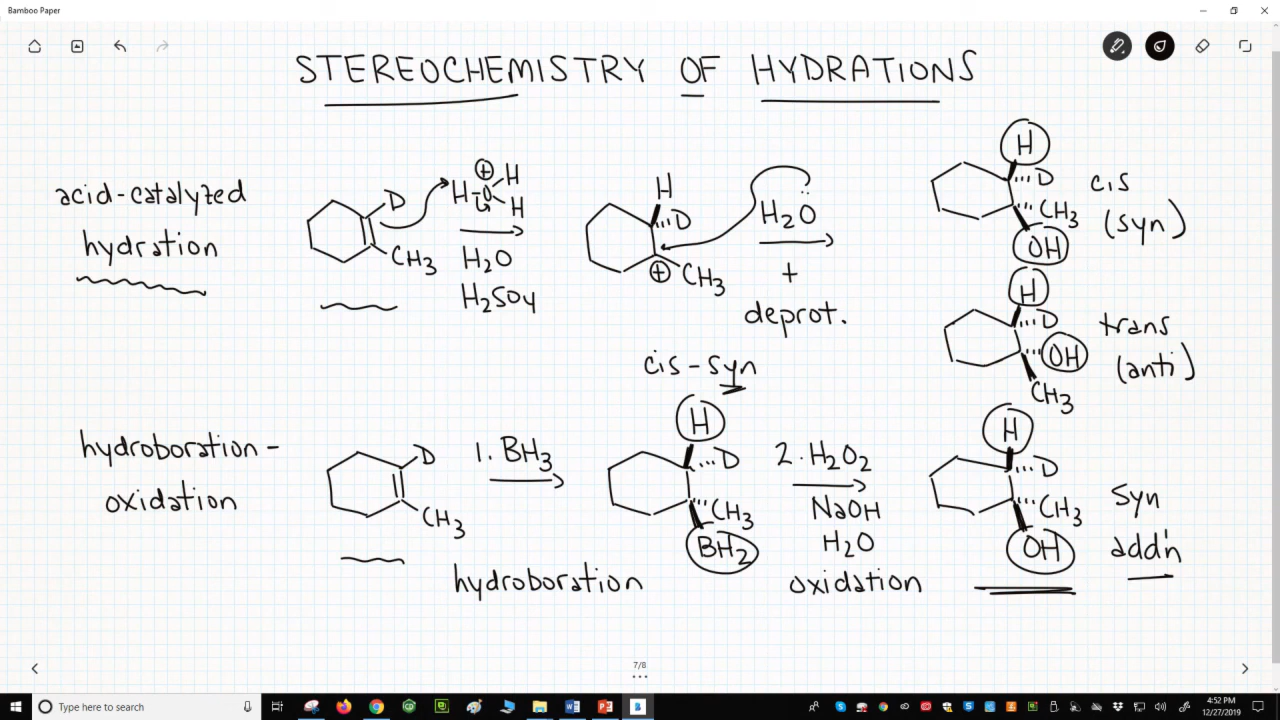 Bamboo Paper
STEREOCHEMISTRY OF HYDRATIONS
acid-catalyzed
hydration
D
CH3
H-O
⊕
H
H
H2O
H2SO4
H
D
⊕
CH3
H2O
+
deprot.
H
D
CH3
OH
cis
(syn)
H
D
OH
CH3
trans
(anti)
cis-syn
hydroboration-
oxidation
D
CH3
1. BH3
hydroboration
H
D
CH3
BH2
2. H2O2
NaOH
H2O
oxidation
H
D
CH3
OH
syn
add'n
7/8
Type here to search
4:52 PM
12/27/2019